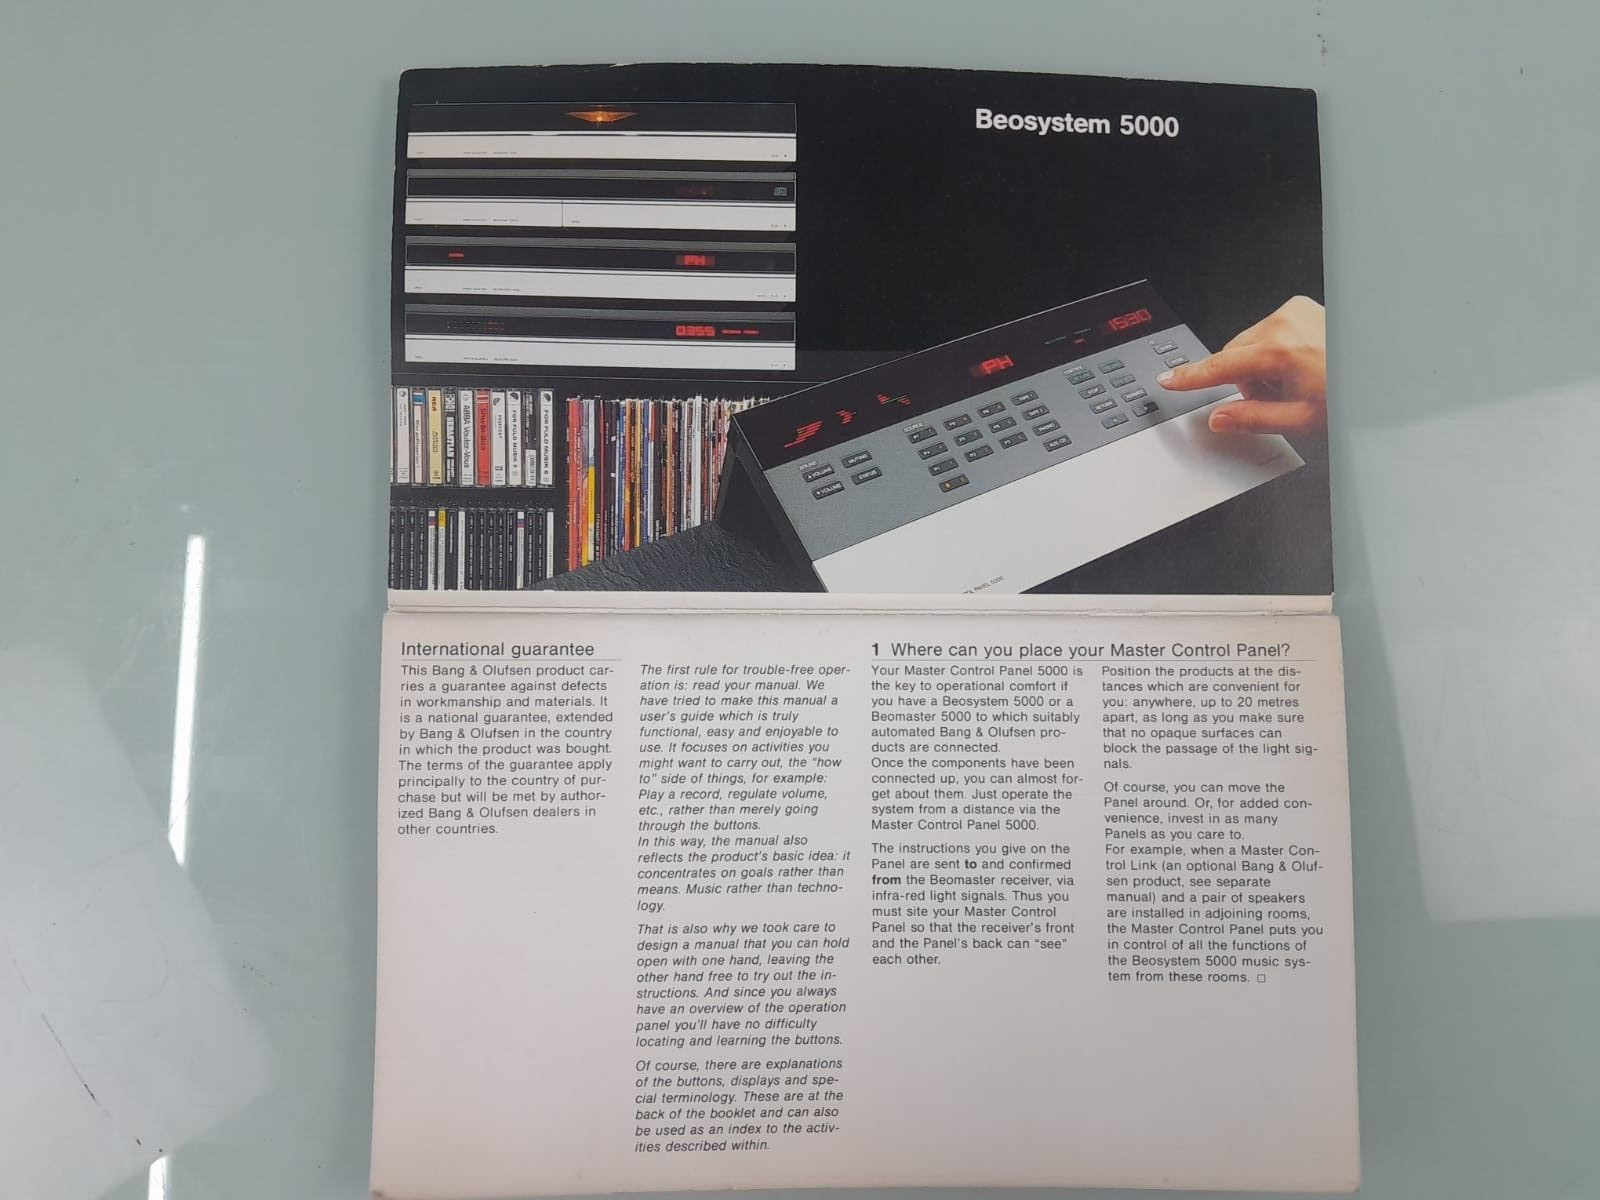 Beosystem 5000
PH
0355
PH
15:30
SOURCE
SOUND
MUTING
▲ VOLUME
▼ VOLUME
STATUS
PHONO
ABBA Voulez-Vous
International guarantee
This Bang & Olufsen product car-
ries a guarantee against defects
in workmanship and materials. It
is a national guarantee, extended
by Bang & Olufsen in the country
in which the product was bought.
The terms of the guarantee apply
principally to the country of pur-
chase but will be met by author-
ized Bang & Olufsen dealers in
other countries.
The first rule for trouble-free oper-
ation is: read your manual. We
have tried to make this manual a
user's guide which is truly
functional, easy and enjoyable to
use. It focuses on activities you
might want to carry out, the "how
to" side of things, for example:
Play a record, regulate volume,
etc., rather than merely going
through the buttons.
In this way, the manual also
reflects the product's basic idea: it
concentrates on goals rather than
means. Music rather than techno-
logy.
That is also why we took care to
design a manual that you can hold
open with one hand, leaving the
other hand free to try out the in-
structions. And since you always
have an overview of the operation
panel you'll have no difficulty
locating and learning the buttons.
Of course, there are explanations
of the buttons, displays and spe-
cial terminology. These are at the
back of the booklet and can also
be used as an index to the activ-
ities described within.
1 Where can you place your Master Control Panel?
Your Master Control Panel 5000 is
the key to operational comfort if
you have a Beosystem 5000 or a
Beomaster 5000 to which suitably
automated Bang & Olufsen pro-
ducts are connected.
Once the components have been
connected up, you can almost for-
get about them. Just operate the
system from a distance via the
Master Control Panel 5000.
The instructions you give on the
Panel are sent to and confirmed
from the Beomaster receiver, via
infra-red light signals. Thus you
must site your Master Control
Panel so that the receiver's front
and the Panel's back can "see"
each other.
Position the products at the dis-
tances which are convenient for
you: anywhere, up to 20 metres
apart, as long as you make sure
that no opaque surfaces can
block the passage of the light sig-
nals.
Of course, you can move the
Panel around. Or, for added con-
venience, invest in as many
Panels as you care to.
For example, when a Master Con-
trol Link (an optional Bang & Oluf-
sen product, see separate
manual) and a pair of speakers
are installed in adjoining rooms,
the Master Control Panel puts you
in control of all the functions of
the Beosystem 5000 music sys-
tem from these rooms. □